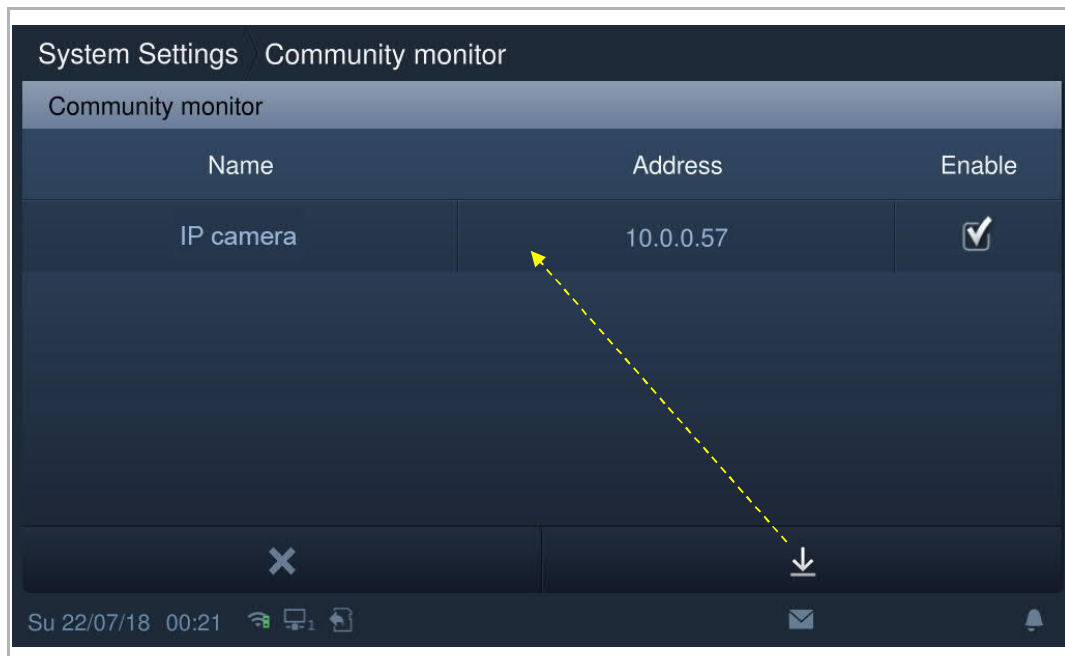 System Settings Community monitor
Community monitor
Name Address Enable
IP camera 10.0.0.57
Su 22/07/18 00:21 1